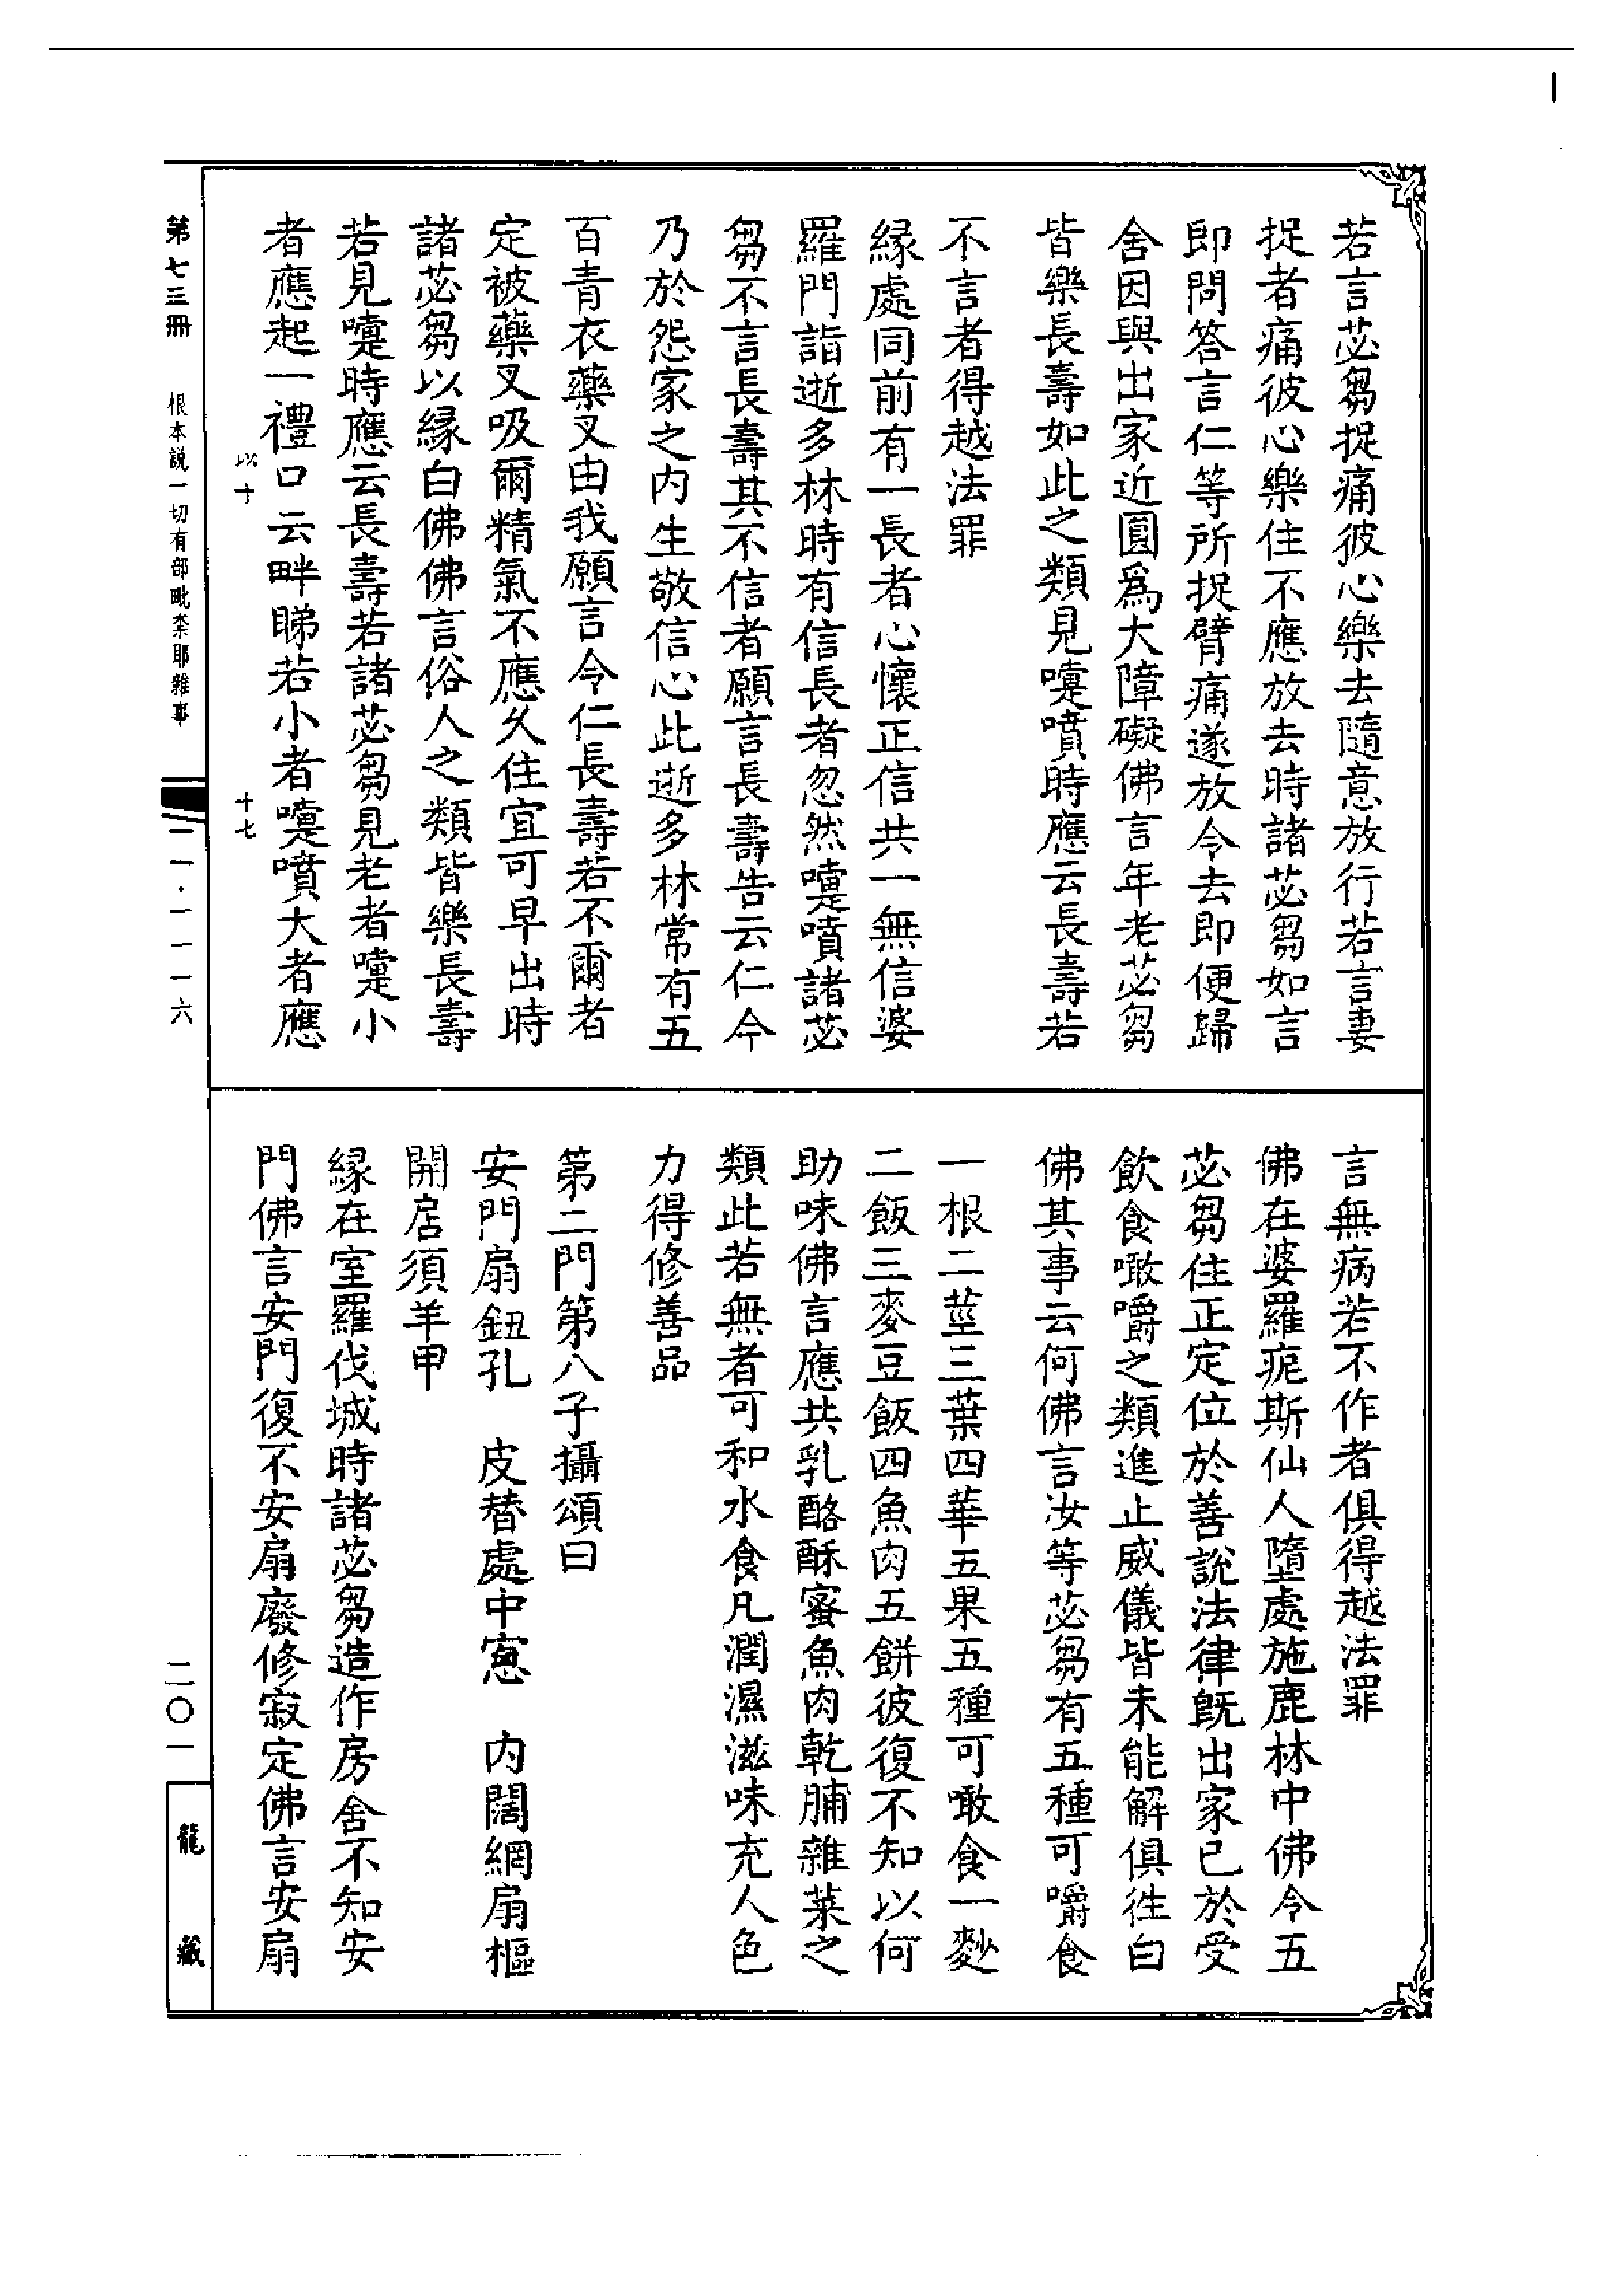 若言苾芻捉痛彼心樂去隨意放行若言妻
捉者痛彼心樂住不應放去時諸苾芻如言
即問答言仁等所捉臂痛遂放令去即便歸
舍因與出家近圓爲大障礙佛言年老苾芻
皆樂長壽如此之類見嚏噴時應云長壽若
不言者得越法罪
緣處同前有一長者心懷正信共一無信婆
羅門詣逝多林時有信長者忽然嚏噴諸苾
芻不言長壽其不信者願言長壽告云仁今
乃於怨家之内生敬信心此逝多林常有五
百青衣藥叉由我願言令仁長壽若不爾者
定被藥叉吸爾精氣不應久住宜可早出時
諸苾芻以緣白佛佛言俗人之類皆樂長壽
若見嚏時應云長壽若諸苾芻見老者嚏小
者應起一禮口云畔睇若小者嚏噴大者應
言無病若不作者俱得越法罪
佛在婆羅痆斯仙人墮處施鹿林中佛令五
苾芻住正定位於善説法律既出家已於受
飲食噉嚼之類進止威儀皆未能解俱往白
佛其事云何佛言汝等苾芻有五種可嚼食
一根二莖三葉四華五果五種可噉食一麨
二飯三麥豆飯四魚肉五餅彼復不知以何
助味佛言應共乳酪酥蜜魚肉乾脯雜菜之
類此若無者可和水食凡潤濕滋味充人色
力得修善品
第二門第八子攝頌曰
安門扇鈕孔　皮替處中窻　内闊網扇樞
開店須羊甲
緣在室羅伐城時諸苾芻造作房舍不知安
門佛言安門復不安扇廢修寂定佛言安扇
以十　十七
第七三冊　根本説一切有部毗柰耶雜事　一一·一一一六　二〇一
龍藏